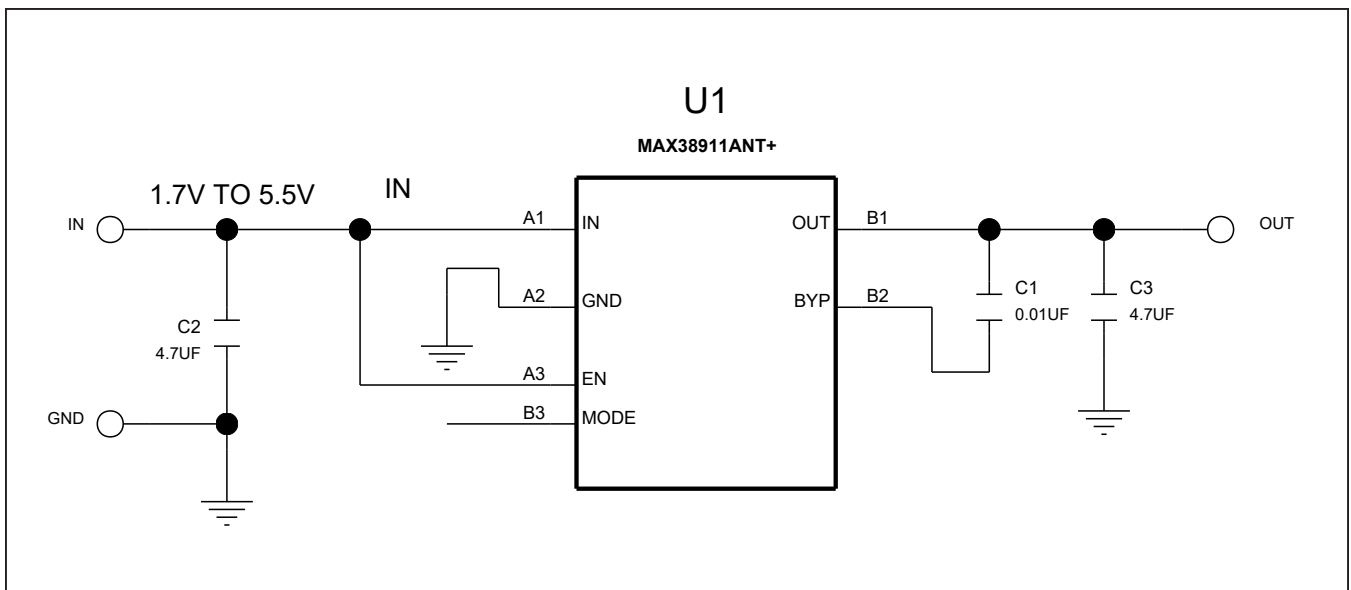 U1
MAX38911ANT+
1.7V TO 5.5V
IN
IN
A1
IN
OUT
B1
OUT
A2
GND
BYP
B2
C1
0.01UF
C3
4.7UF
C2
4.7UF
A3
EN
GND
B3
MODE